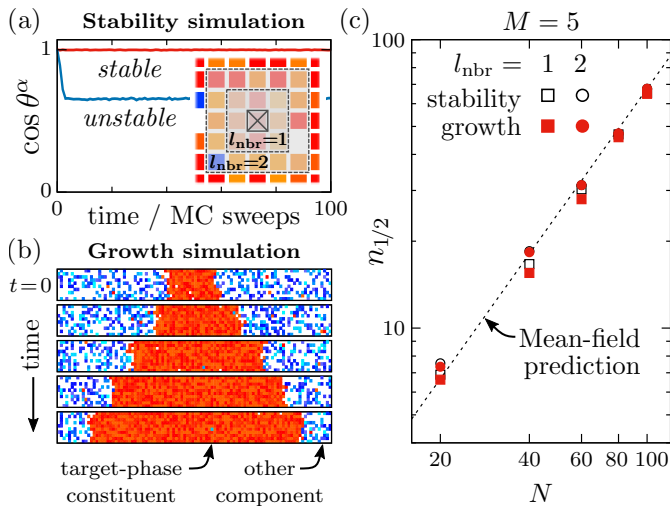 (a) Stability simulation
1
stable
unstable
cos θ^α
l_nbr=1
l_nbr=2
0
0
100
time / MC sweeps
(b) Growth simulation
t=0
time
target-phase
constituent
other
component
(c) M = 5
100
l_nbr = 1 2
stability
growth
n_1/2
10
Mean-field
prediction
20 40 60 80 100
N